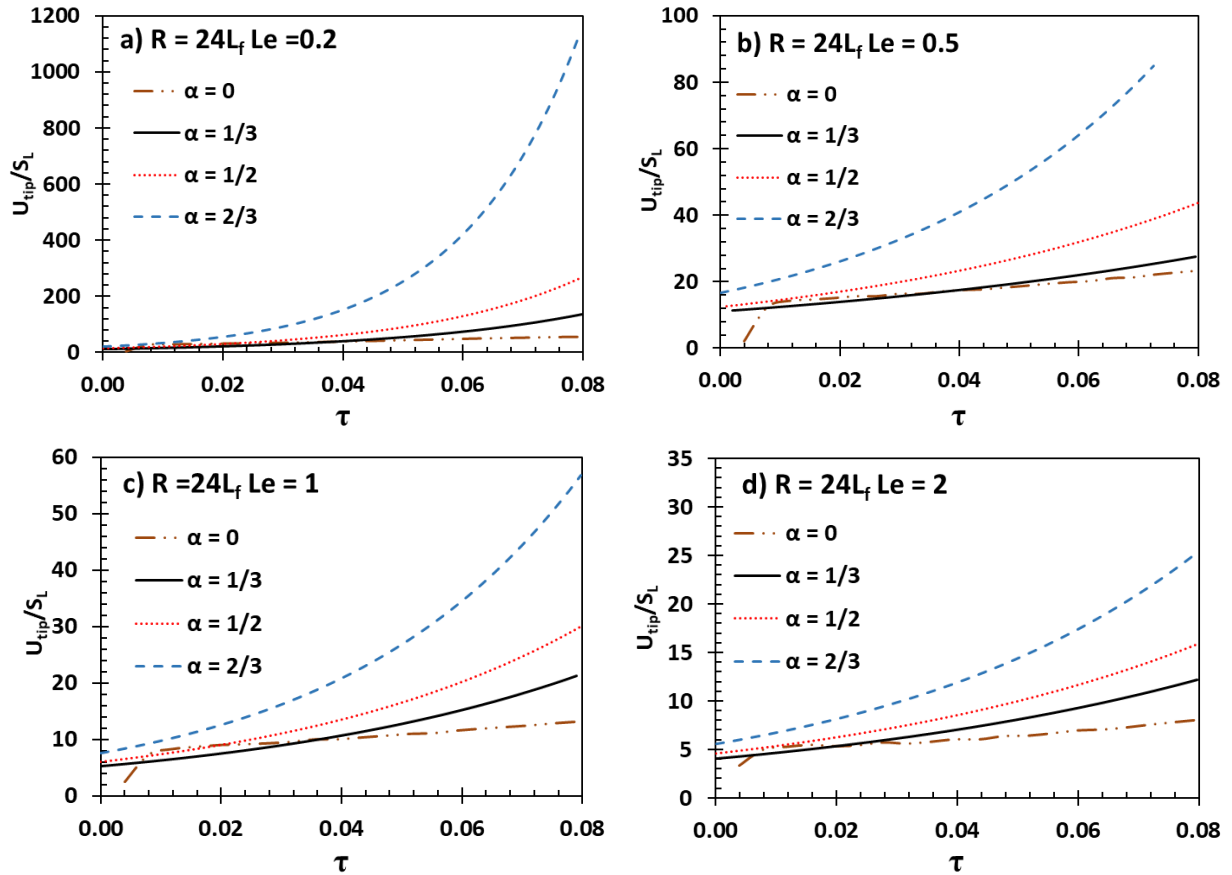 a) R = 24Lf Le =0.2
α = 0
α = 1/3
α = 1/2
α = 2/3
1200
1000
800
600
400
200
0
Utip/SL
0.00 0.02 0.04 0.06 0.08
τ
b) R = 24Lf Le = 0.5
α = 0
α = 1/3
α = 1/2
α = 2/3
100
80
60
40
20
0
Utip/SL
0.00 0.02 0.04 0.06 0.08
τ
c) R =24Lf Le = 1
α = 0
α = 1/3
α = 1/2
α = 2/3
60
50
40
30
20
10
0
Utip/SL
0.00 0.02 0.04 0.06 0.08
τ
d) R = 24Lf Le = 2
α = 0
α = 1/3
α = 1/2
α = 2/3
35
30
25
20
15
10
5
0
Utip/SL
0.00 0.02 0.04 0.06 0.08
τ